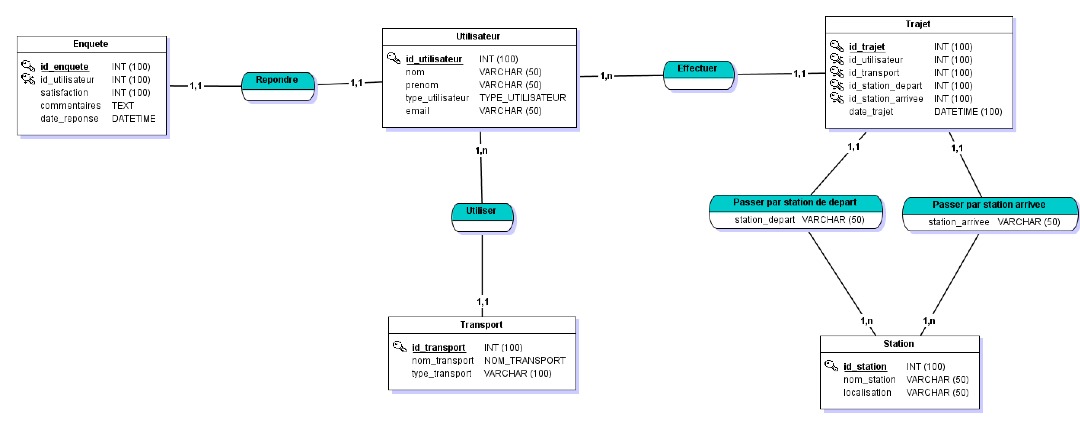 Enquete
id_enquete INT (100)
id_utilisateur INT (100)
satisfaction INT (100)
commentaires TEXT
date_reponse DATETIME
1,1
Repondre
1,1
Utilisateur
id_utilisateur INT (100)
nom VARCHAR (50)
prenom VARCHAR (50)
type_utilisateur TYPE_UTILISATEUR
email VARCHAR (50)
1,n
Effectuer
1,1
Trajet
id_trajet INT (100)
id_utilisateur INT (100)
id_transport INT (100)
id_station_depart INT (100)
id_station_arrivee INT (100)
date_trajet DATETIME (100)
1,n
Utiliser
1,1
Transport
id_transport INT (100)
nom_transport NOM_TRANSPORT
type_transport VARCHAR (100)
1,1
1,1
Passer par station de depart
station_depart VARCHAR (50)
Passer par station arrivee
station_arrivee VARCHAR (50)
1,n
1,n
Station
id_station INT (100)
nom_station VARCHAR (50)
localisation VARCHAR (50)